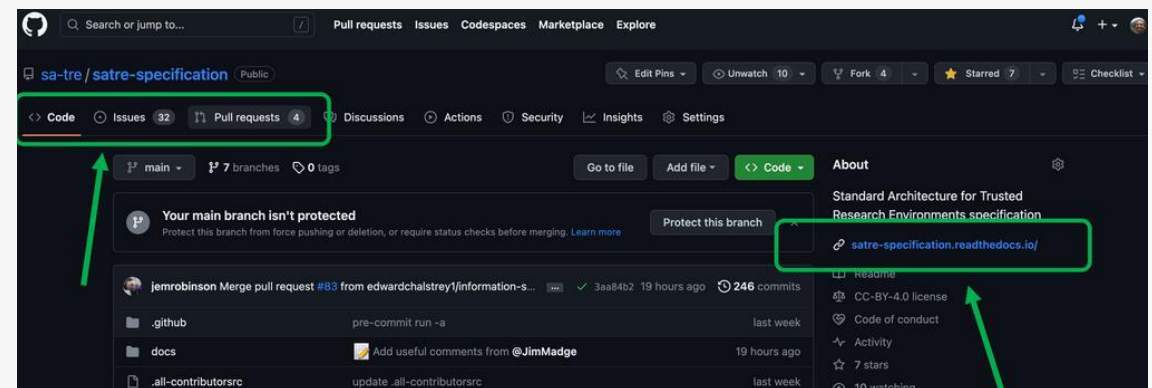 Search or jump to... / Pull requests Issues Codespaces Marketplace Explore
sa-tre / satre-specification Public Edit Pins Unwatch 10 Fork 4 Starred 7 Checklist
<> Code Issues 32 Pull requests 4 Discussions Actions Security Insights Settings
main 7 branches 0 tags Go to file Add file <> Code
Your main branch isn't protected
Protect this branch from force pushing or deletion, or require status checks before merging. Learn more
Protect this branch
jemrobinson Merge pull request #83 from edwardchalstrey1/information-s... ... 3aa84b2 19 hours ago 246 commits
.github pre-commit run -a last week
docs Add useful comments from @JimMadge 19 hours ago
.all-contributorsrc update .all-contributorsrc last week
About
Standard Architecture for Trusted
Research Environments specification
satre-specification.readthedocs.io/
Readme
CC-BY-4.0 license
Code of conduct
Activity
7 stars
10 watching